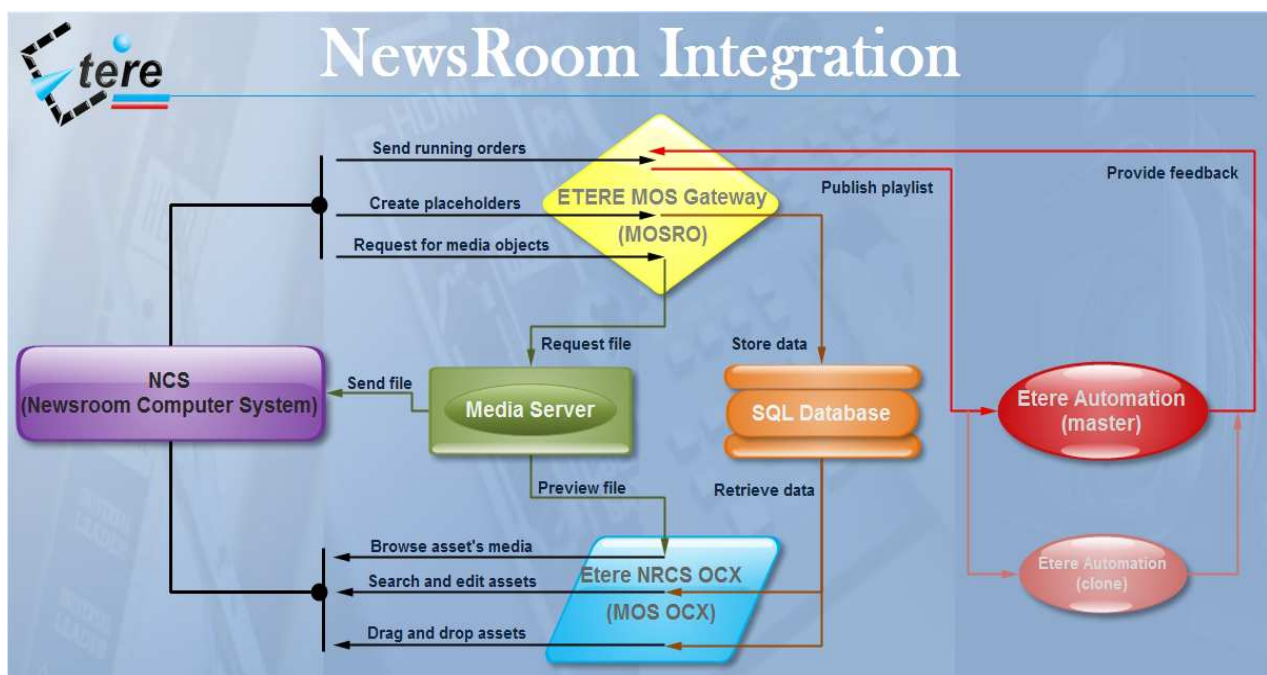 Etere
NewsRoom Integration
Send running orders
Create placeholders
Request for media objects
ETERE MOS Gateway
(MOSRO)
Publish playlist
Provide feedback
Request file
Store data
NCS
(Newsroom Computer System)
Send file
Media Server
SQL Database
Etere Automation
(master)
Preview file
Retrieve data
Browse asset's media
Search and edit assets
Drag and drop assets
Etere NRCS OCX
(MOS OCX)
Etere Automation
(clone)
HDMI